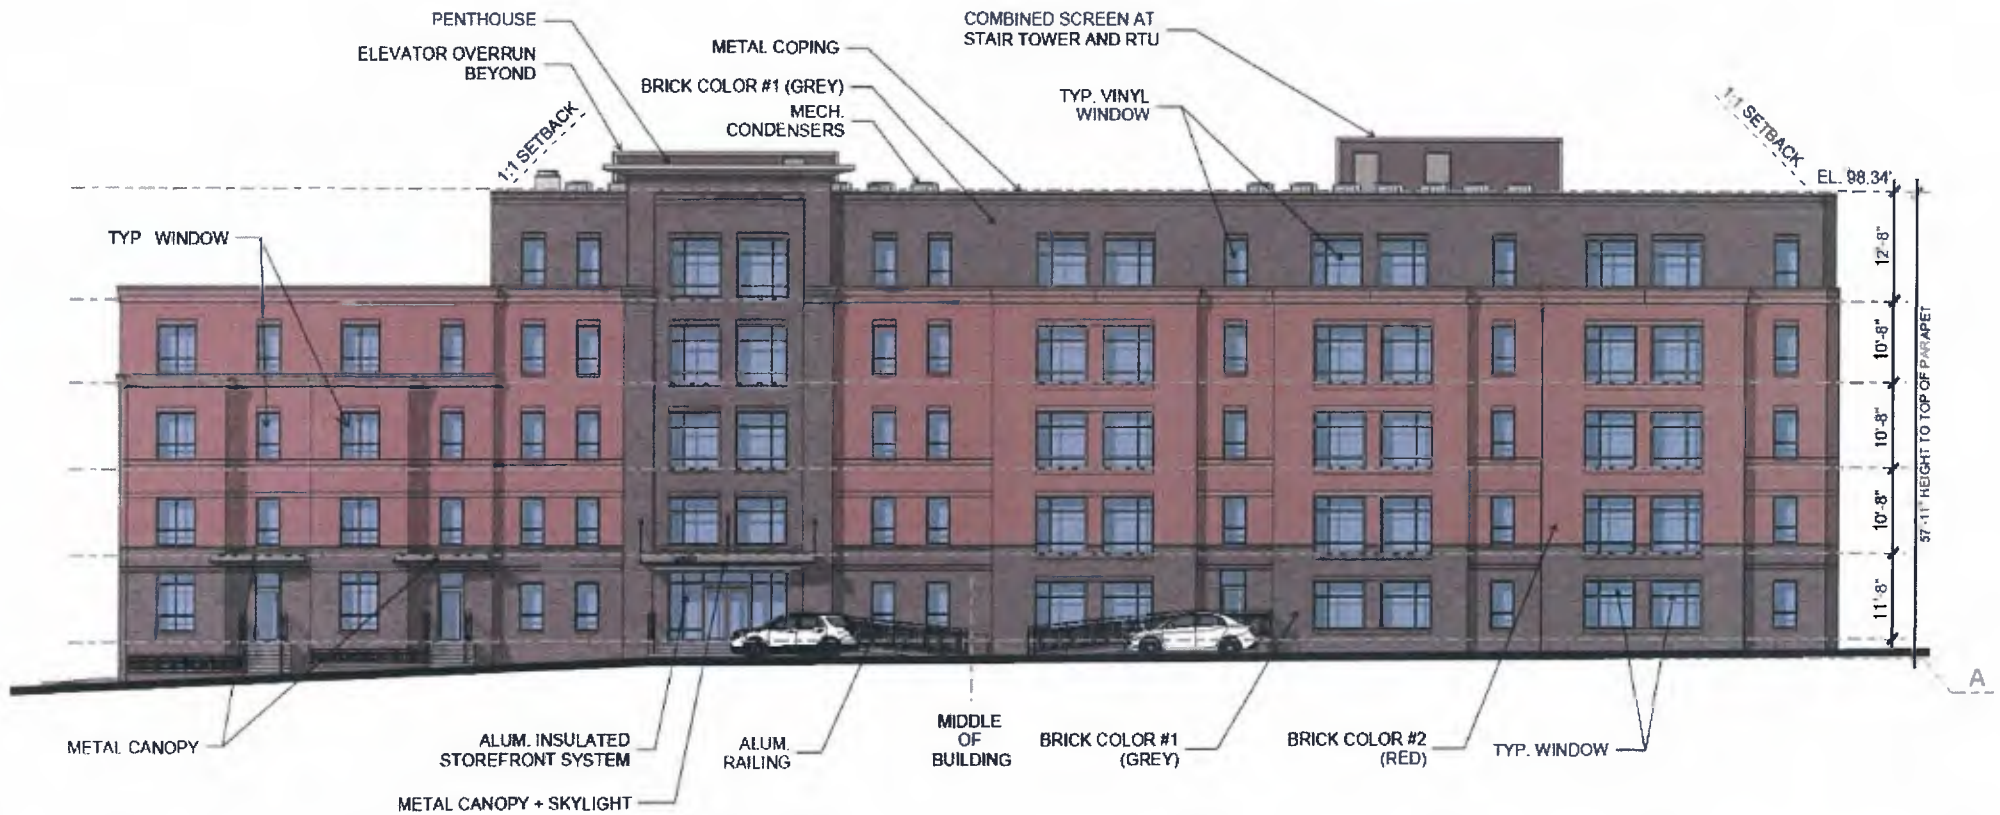 PENTHOUSE
ELEVATOR OVERRUN
BEYOND
1:1 SETBACK
METAL COPING
BRICK COLOR #1 (GREY)
MECH.
CONDENSERS
COMBINED SCREEN AT
STAIR TOWER AND RTU
TYP. VINYL
WINDOW
1:1 SETBACK
EL. 98.34'
TYP WINDOW
12'-8"
10'-8"
10'-8"
10'-8"
11'-8"
57'-11" HEIGHT TO TOP OF PARAPET
A
METAL CANOPY
ALUM. INSULATED
STOREFRONT SYSTEM
METAL CANOPY + SKYLIGHT
ALUM.
RAILING
MIDDLE
OF
BUILDING
BRICK COLOR #1
(GREY)
BRICK COLOR #2
(RED)
TYP. WINDOW